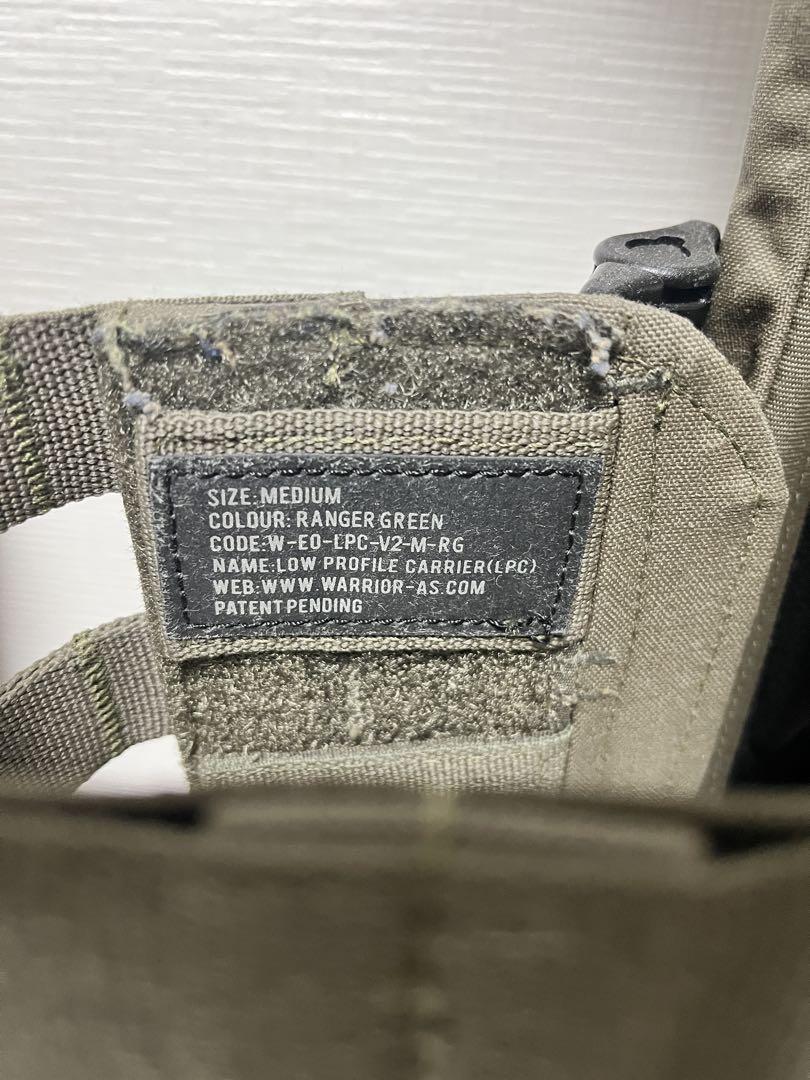 SIZE:MEDIUM
COLOUR: RANGER GREEN
CODE:W-EO-LPC-V2-M-RG
NAME:LOW PROFILE CARRIER(LPC)
WEB:WWW WARRIOR-AS.COM
PATENT PENDING